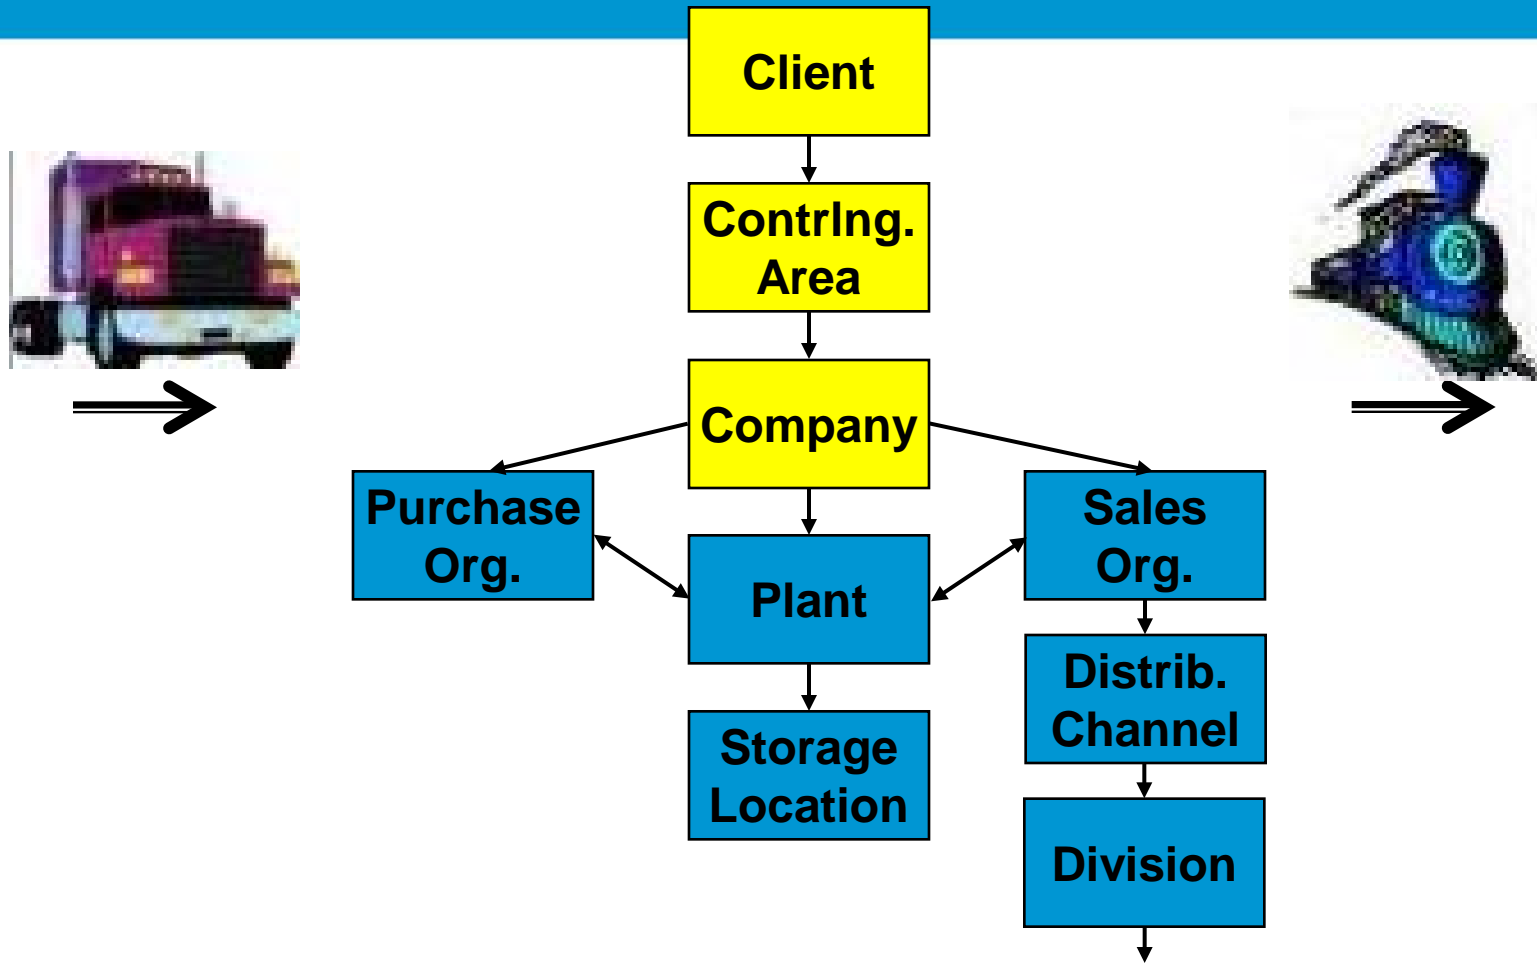 Client
Contrlng.
Area
Company
Purchase
Org.
Sales
Org.
Plant
Distrib.
Channel
Storage
Location
Division